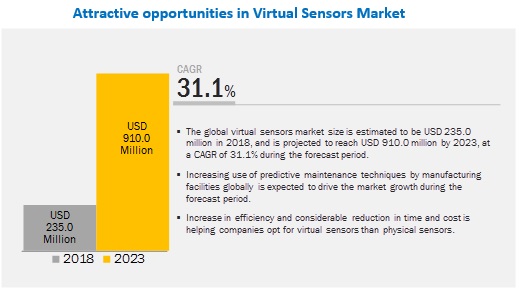 Attractive opportunities in Virtual Sensors Market
CAGR
31.1%
USD
910.0
Million
USD
235.0
Million
2018 2023
The global virtual sensors market size is estimated to be USD 235.0
million in 2018, and is projected to reach USD 910.0 million by 2023, at
a CAGR of 31.1% during the forecast period.
Increasing use of predictive maintenance techniques by manufacturing
facilities globally is expected to drive the market growth during the
forecast period.
Increase in efficiency and considerable reduction in time and cost is
helping companies opt for virtual sensors than physical sensors.